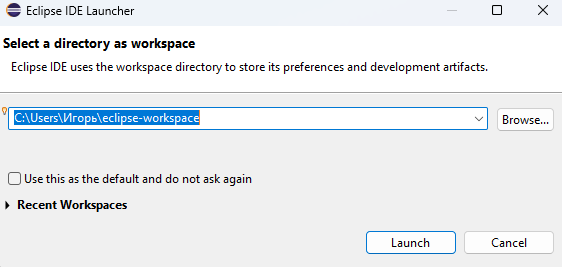 Eclipse IDE Launcher
Select a directory as workspace
Eclipse IDE uses the workspace directory to store its preferences and development artifacts.
C:\Users\Игорь\eclipse-workspace
Browse...
Use this as the default and do not ask again
Recent Workspaces
Launch
Cancel